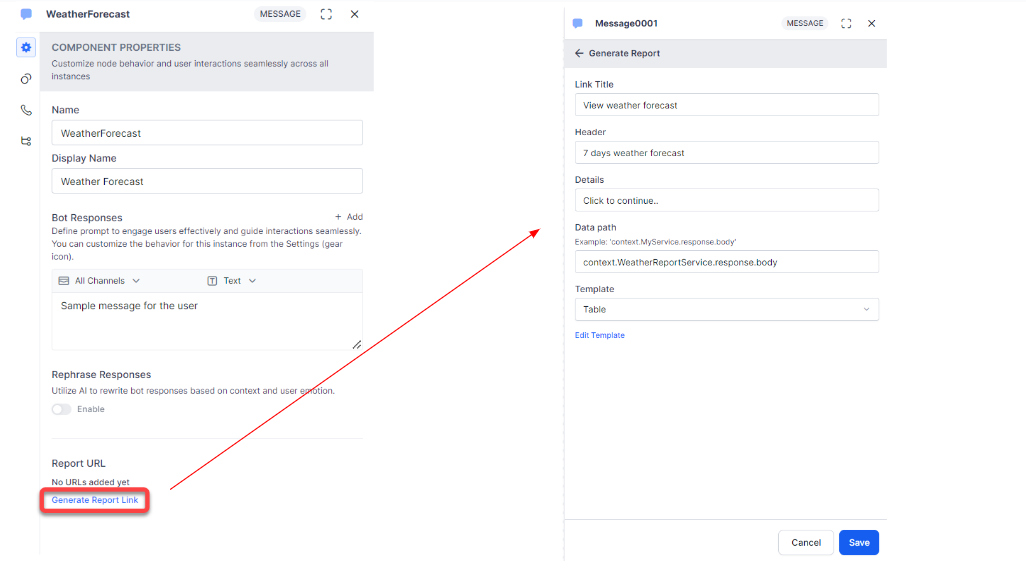 WeatherForecast
MESSAGE
COMPONENT PROPERTIES
Customize node behavior and user interactions seamlessly across all
instances
Name
WeatherForecast
Display Name
Weather Forecast
Bot Responses
+ Add
Define prompt to engage users effectively and guide interactions seamlessly.
You can customize the behavior for this instance from the Settings (gear
icon).
All Channels
Text
Sample message for the user
Rephrase Responses
Utilize AI to rewrite bot responses based on context and user emotion.
Enable
Report URL
No URLs added yet
Generate Report Link
Message0001
MESSAGE
Generate Report
Link Title
View weather forecast
Header
7 days weather forecast
Details
Click to continue..
Data path
Example: 'context.MyService.response.body'
context.WeatherReportService.response.body
Template
Table
Edit Template
Cancel
Save